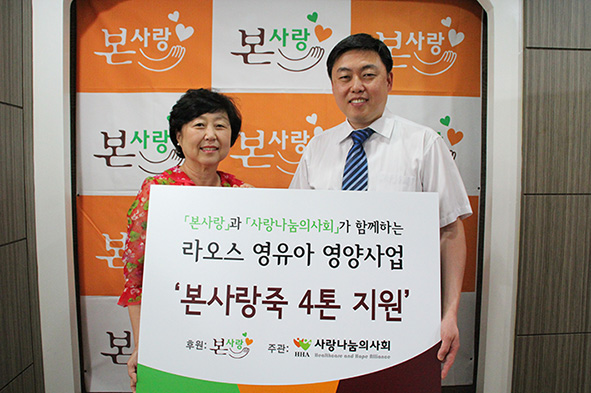 본사랑
본사랑
본사랑
본사랑
본사랑
본사랑
「본사랑」과 「사랑나눔의사회」가 함께하는
라오스 영유아 영양사업
‘본사랑죽 4톤 지원’
후원: 본사랑 주관: HHA 사랑나눔의사회
Healthcare and Hope Alliance